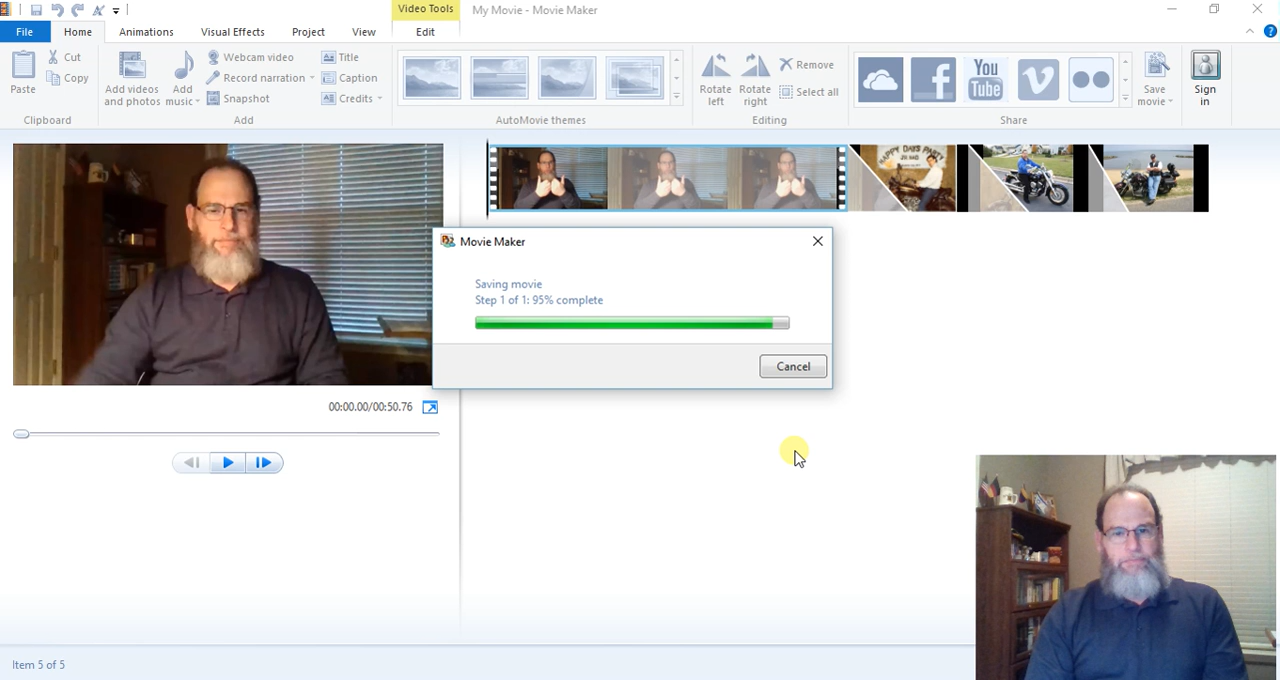 Video Tools
My Movie - Movie Maker
File
Home
Animations
Visual Effects
Project
View
Edit
Paste
Cut
Copy
Clipboard
Add videos
and photos
Add
music
Webcam video
Record narration
Snapshot
Title
Caption
Credits
Add
AutoMovie themes
Rotate
left
Rotate
right
Remove
Select all
Editing
You
Tube
Share
Save
movie
Sign
in
HAPPY DAYS PARTY
Movie Maker
Saving movie
Step 1 of 1: 95% complete
Cancel
00:00.00/00:50.76
Item 5 of 5